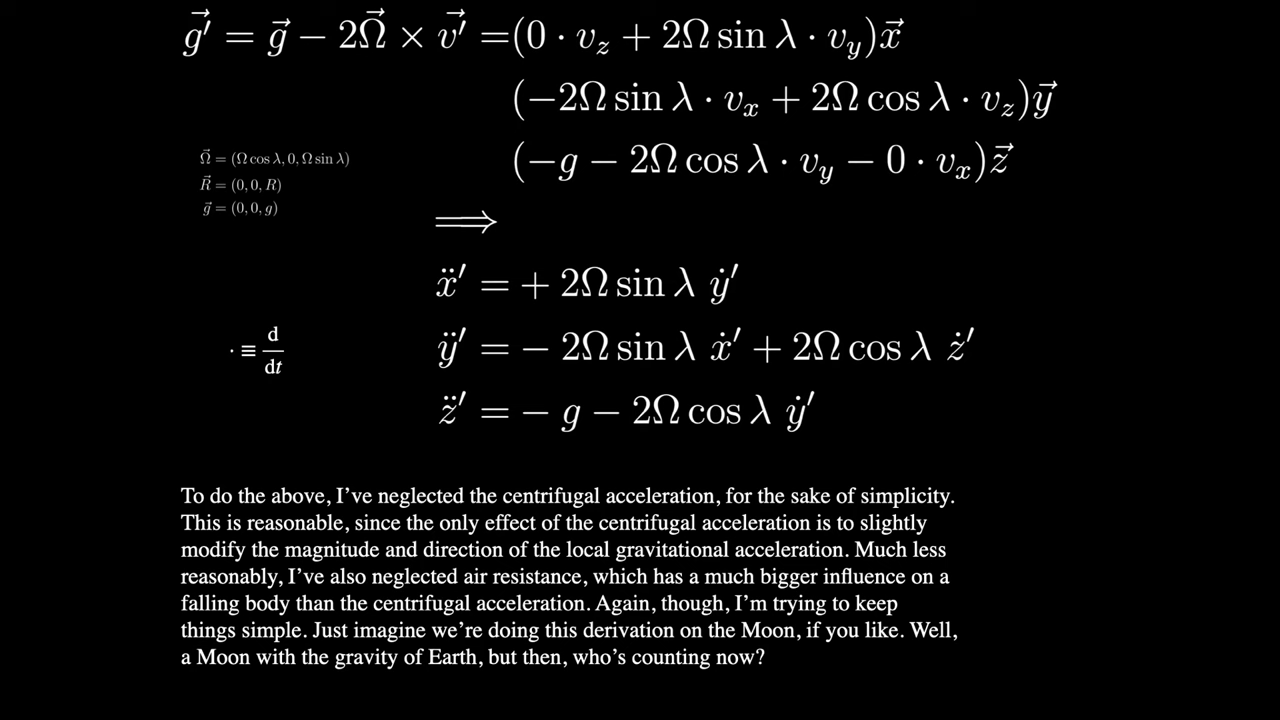 g⃗′ = g⃗ − 2Ω⃗ × v⃗′ =(0 · v_z + 2Ω sin λ · v_y)x⃗
(−2Ω sin λ · v_x + 2Ω cos λ · v_z)y⃗
(−g − 2Ω cos λ · v_y − 0 · v_x)z⃗
Ω⃗ = (Ω cos λ, 0, Ω sin λ)
R⃗ = (0, 0, R)
g⃗ = (0, 0, g)
⟹
ẍ′ = + 2Ω sin λ ẏ′
· ≡ d/dt
ÿ′ = − 2Ω sin λ ẋ′ + 2Ω cos λ ż′
z̈′ = − g − 2Ω cos λ ẏ′
To do the above, I’ve neglected the centrifugal acceleration, for the sake of simplicity.
This is reasonable, since the only effect of the centrifugal acceleration is to slightly
modify the magnitude and direction of the local gravitational acceleration. Much less
reasonably, I’ve also neglected air resistance, which has a much bigger influence on a
falling body than the centrifugal acceleration. Again, though, I’m trying to keep
things simple. Just imagine we’re doing this derivation on the Moon, if you like. Well,
a Moon with the gravity of Earth, but then, who’s counting now?